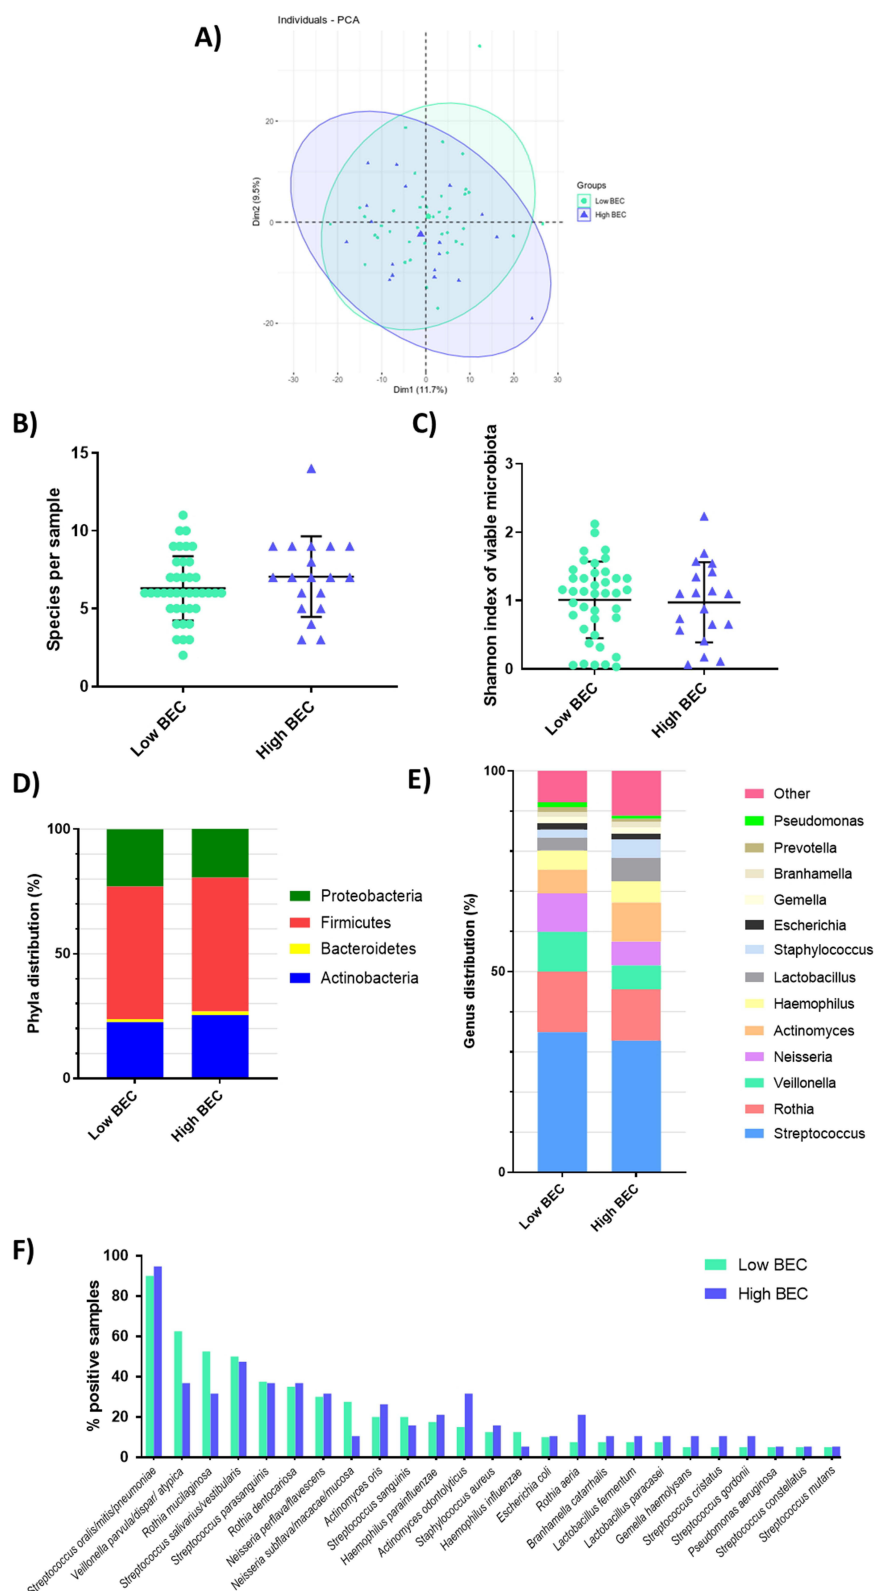 A)
Individuals - PCA
20
0
-20
Dim2 (9.5%)
-30
-20
-10
0
10
20
30
Dim1 (11.7%)
Groups
Low BEC
High BEC
B)
Species per sample
15
10
5
0
Low BEC
High BEC
C)
Shannon index of viable microbiota
3
2
1
0
Low BEC
High BEC
D)
Phyla distribution (%)
100
50
0
Low BEC
High BEC
Proteobacteria
Firmicutes
Bacteroidetes
Actinobacteria
E)
Genus distribution (%)
100
50
0
Low BEC
High BEC
Other
Pseudomonas
Prevotella
Branhamella
Gemella
Escherichia
Staphylococcus
Lactobacillus
Haemophilus
Actinomyces
Neisseria
Veillonella
Rothia
Streptococcus
F)
% positive samples
100
80
60
40
20
0
Low BEC
High BEC
Streptococcus oralis/mitis/pneumoniae
Veillonella parvula/dispar/ atypica
Rothia mucilaginosa
Streptococcus salivarius/vestibularis
Streptococcus parasanguinis
Rothia dentocariosa
Neisseria perflava/flavescens
Neisseria subflava/macacae/mucosa
Actinomyces oris
Streptococcus sanguinis
Haemophilus parainfluenzae
Actinomyces odontolyticus
Staphylococcus aureus
Haemophilus influenzae
Escherichia coli
Rothia aeria
Branhamella catarrhalis
Lactobacillus fermentum
Lactobacillus paracasei
Gemella haemolysans
Streptococcus cristatus
Streptococcus gordonii
Pseudomonas aeruginosa
Streptococcus constellatus
Streptococcus mutans